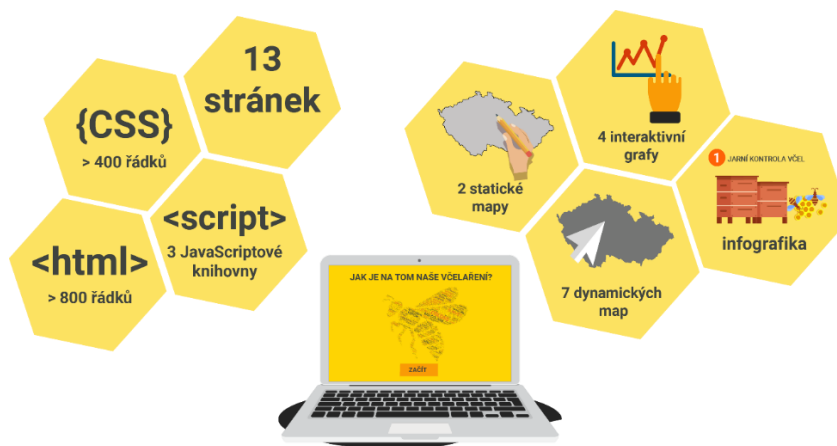 13
stránek
{CSS}
> 400 řádků
<script>
3 JavaScriptové
knihovny
<html>
> 800 řádků
2 statické
mapy
4 interaktivní
grafy
1 JARNÍ KONTROLA VČEL
infografika
7 dynamických
map
JAK JE NA TOM NAŠE VČELAŘENÍ?
ZAČÍT